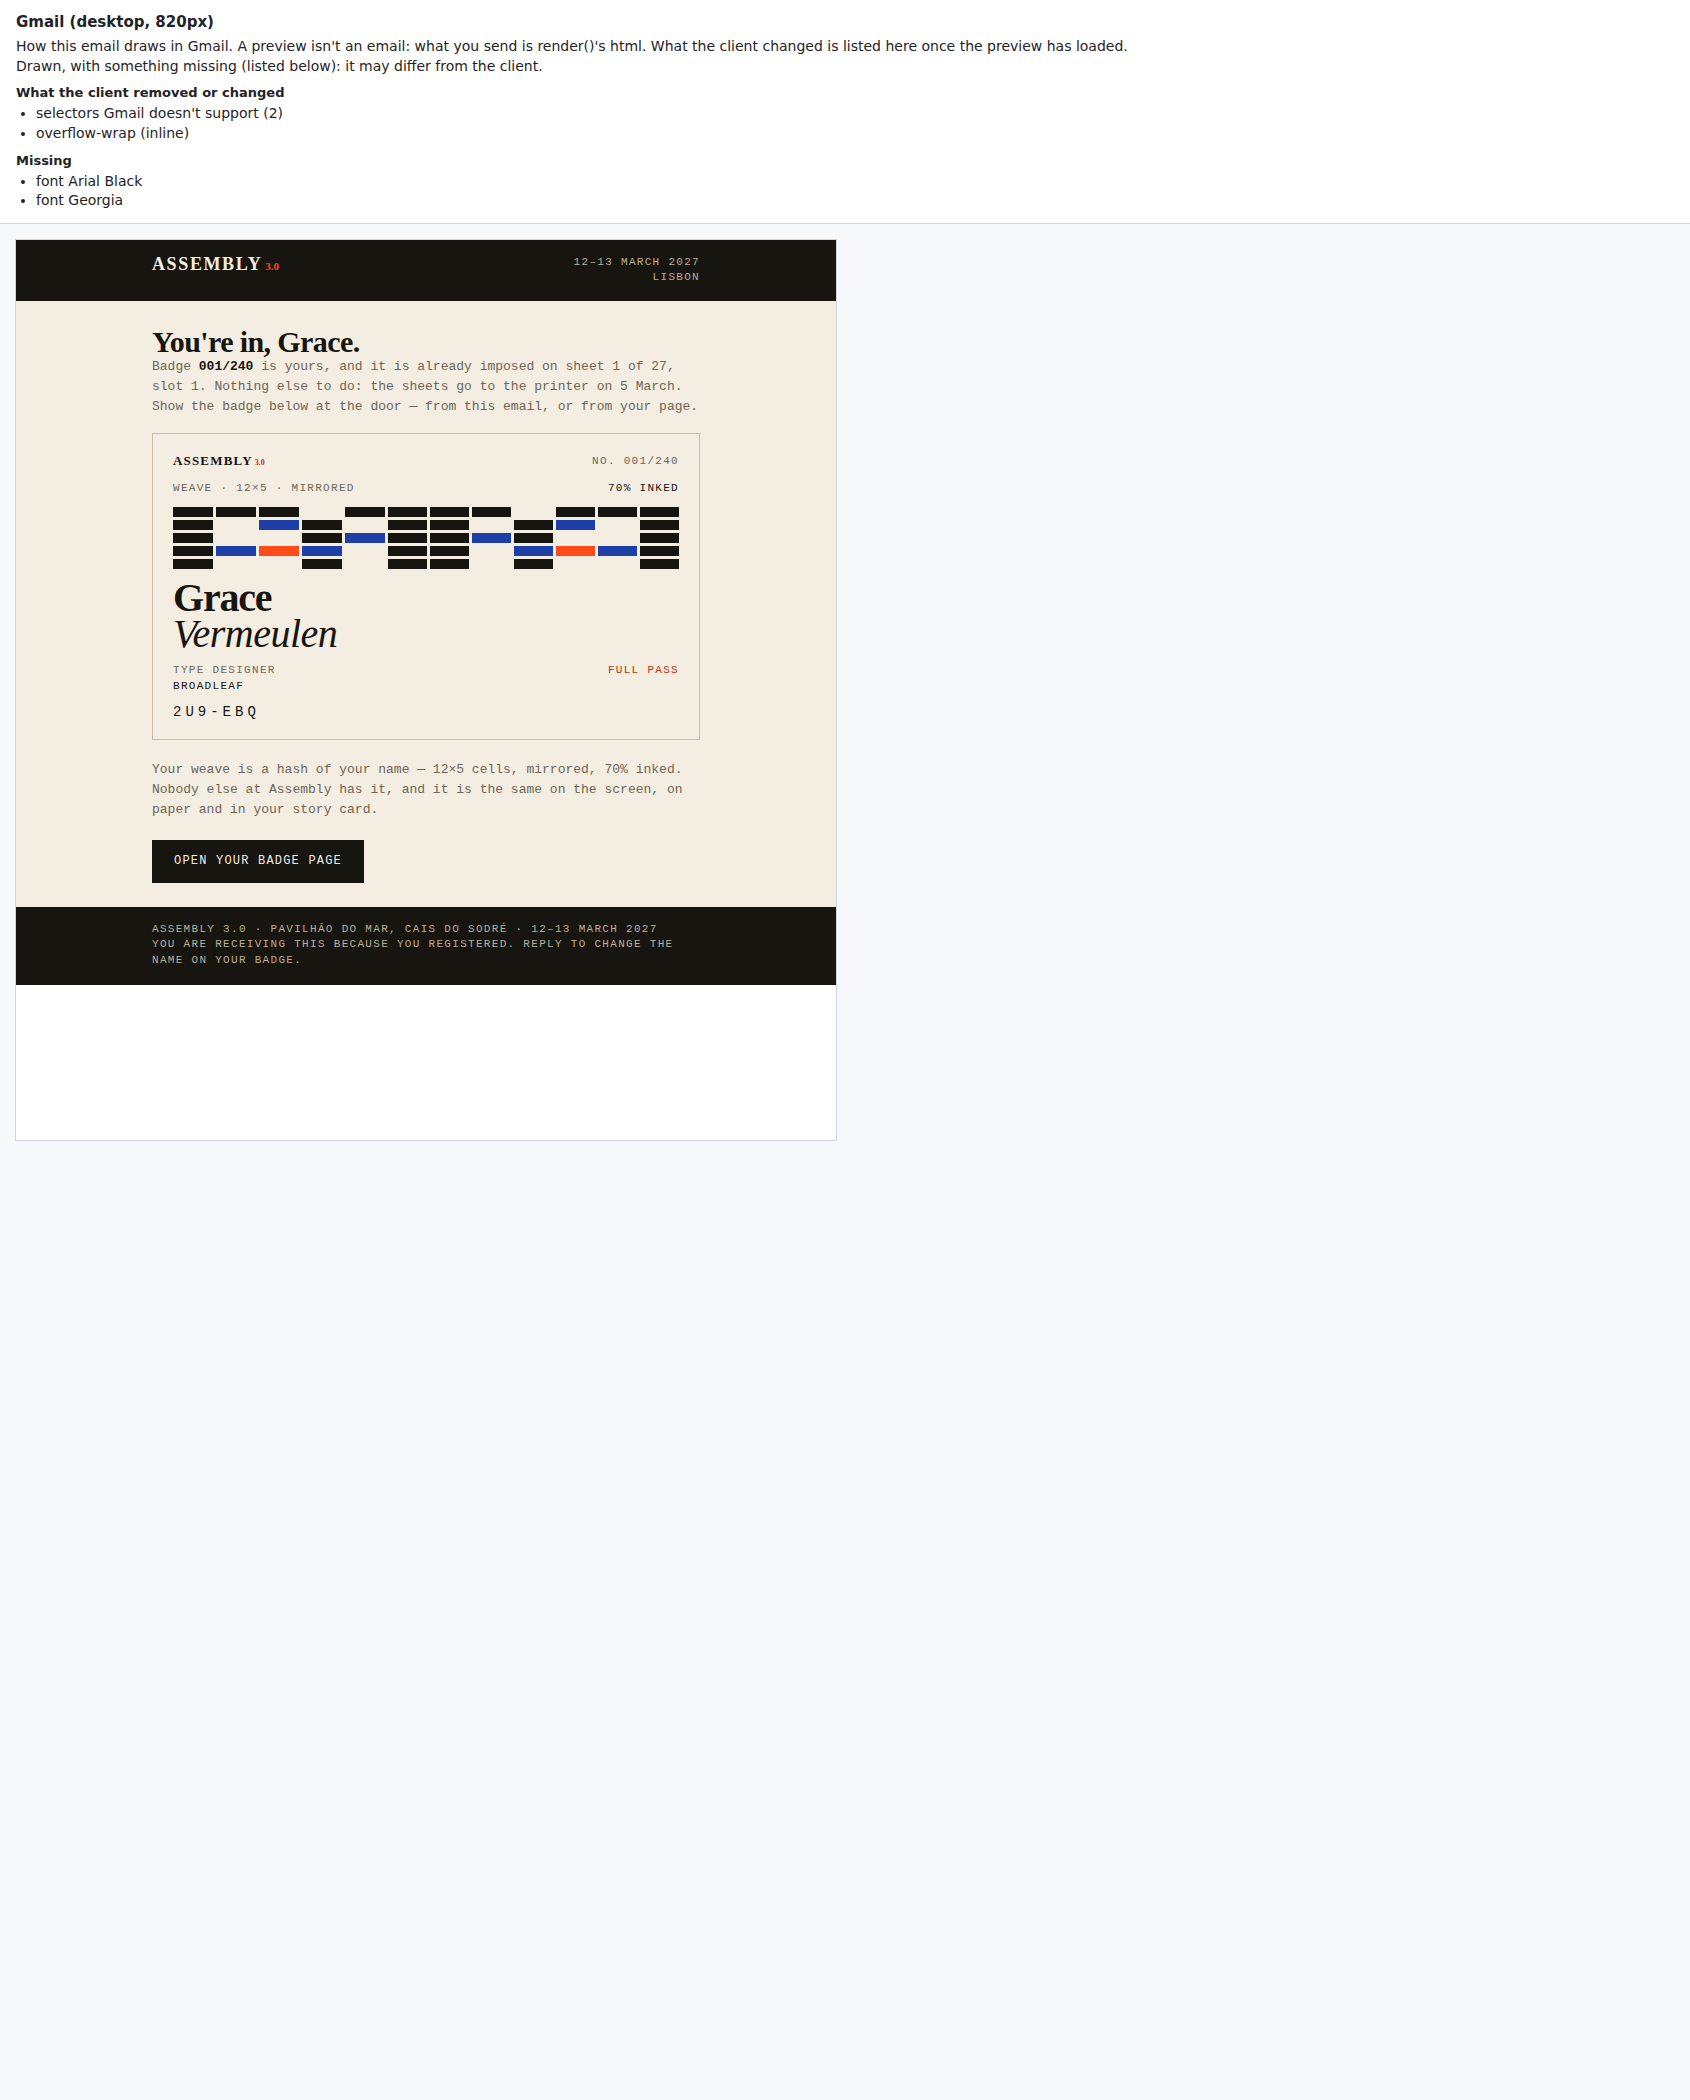 Gmail (desktop, 820px)
How this email draws in Gmail. A preview isn't an email: what you send is render()'s html. What the client changed is listed here once the preview has loaded.
Drawn, with something missing (listed below): it may differ from the client.
What the client removed or changed
• selectors Gmail doesn't support (2)
• overflow-wrap (inline)
Missing
• font Arial Black
• font Georgia
ASSEMBLY 3.0
12–13 MARCH 2027
LISBON
You're in, Grace.
Badge 001/240 is yours, and it is already imposed on sheet 1 of 27,
slot 1. Nothing else to do: the sheets go to the printer on 5 March.
Show the badge below at the door — from this email, or from your page.
ASSEMBLY 3.0
NO. 001/240
WEAVE · 12×5 · MIRRORED
70% INKED
Grace
Vermeulen
TYPE DESIGNER
FULL PASS
BROADLEAF
2U9-EBQ
Your weave is a hash of your name — 12×5 cells, mirrored, 70% inked.
Nobody else at Assembly has it, and it is the same on the screen, on
paper and in your story card.
OPEN YOUR BADGE PAGE
ASSEMBLY 3.0 · PAVILHÃO DO MAR, CAIS DO SODRÉ · 12–13 MARCH 2027
YOU ARE RECEIVING THIS BECAUSE YOU REGISTERED. REPLY TO CHANGE THE
NAME ON YOUR BADGE.